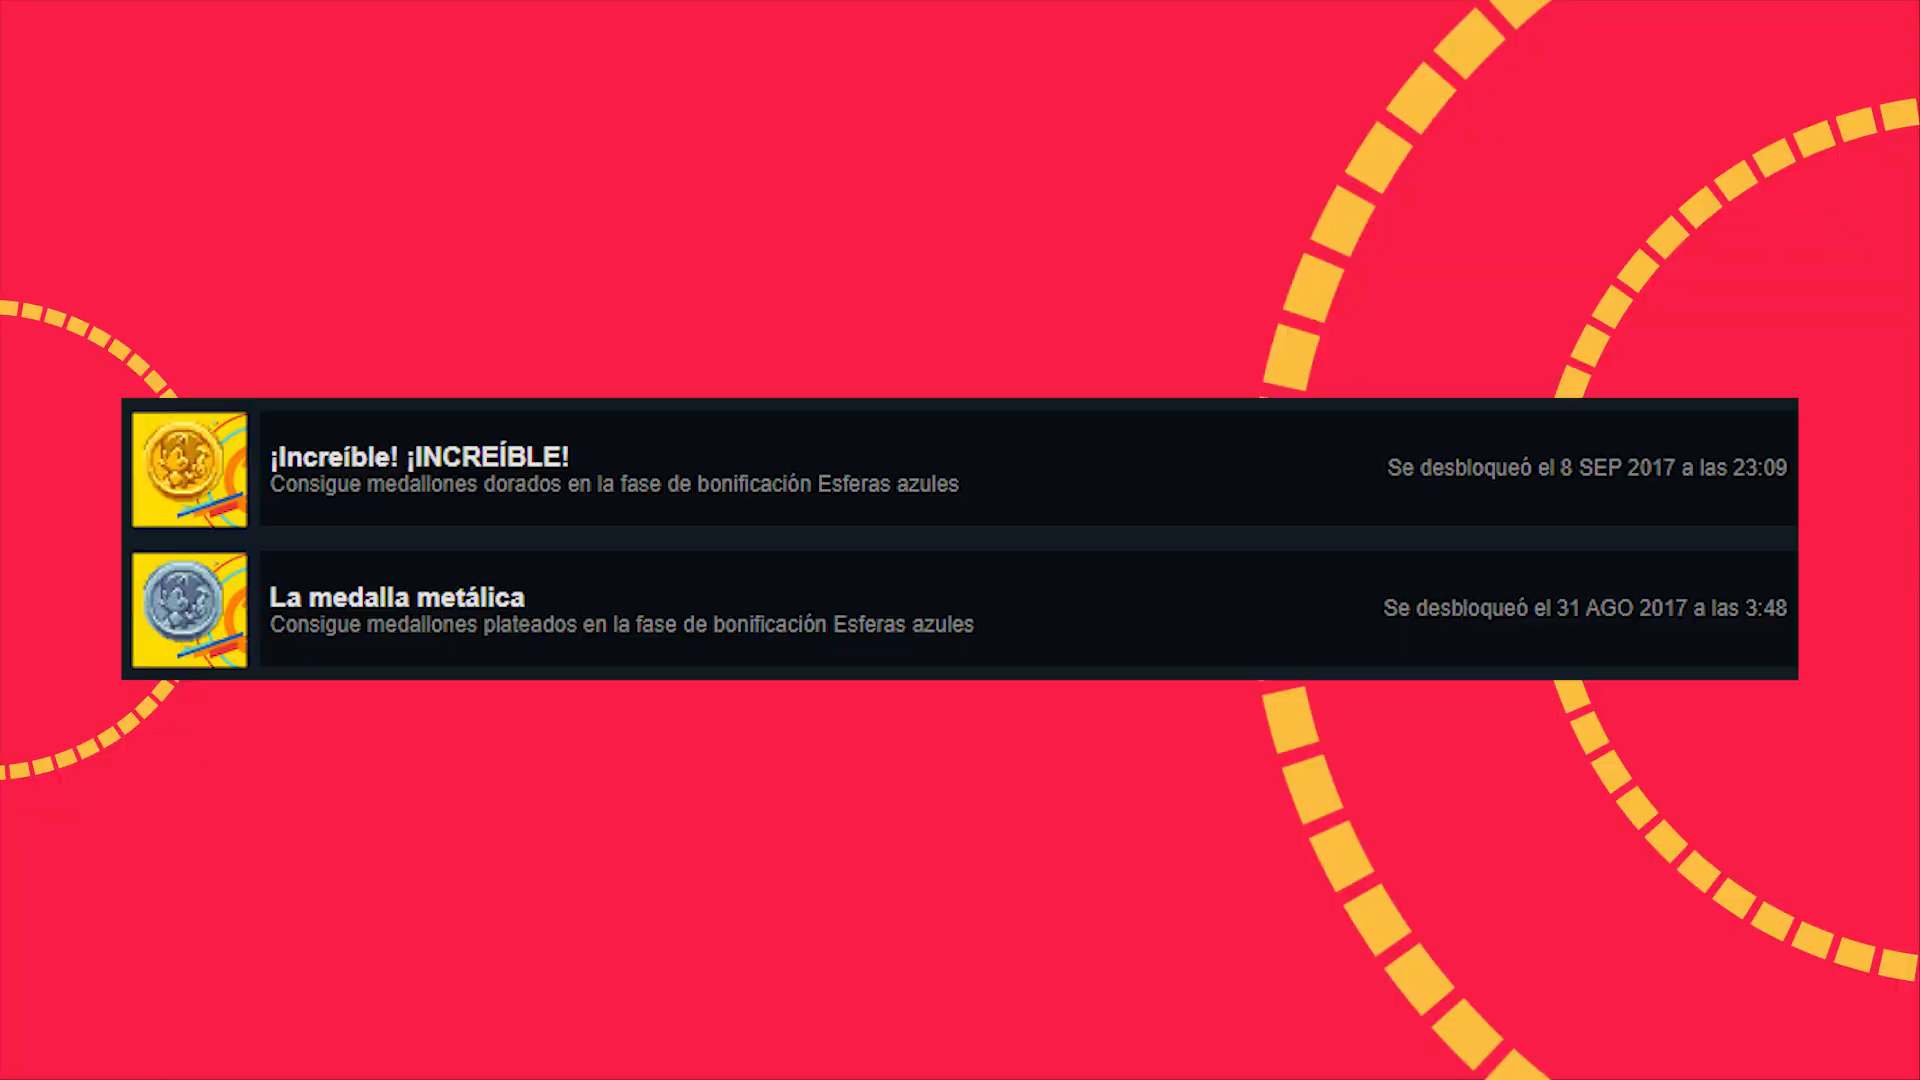 ¡Increíble! ¡INCREÍBLE!
Consigue medallones dorados en la fase de bonificación Esferas azules
Se desbloqueó el 8 SEP 2017 a las 23:09
La medalla metálica
Consigue medallones plateados en la fase de bonificación Esferas azules
Se desbloqueó el 31 AGO 2017 a las 3:48